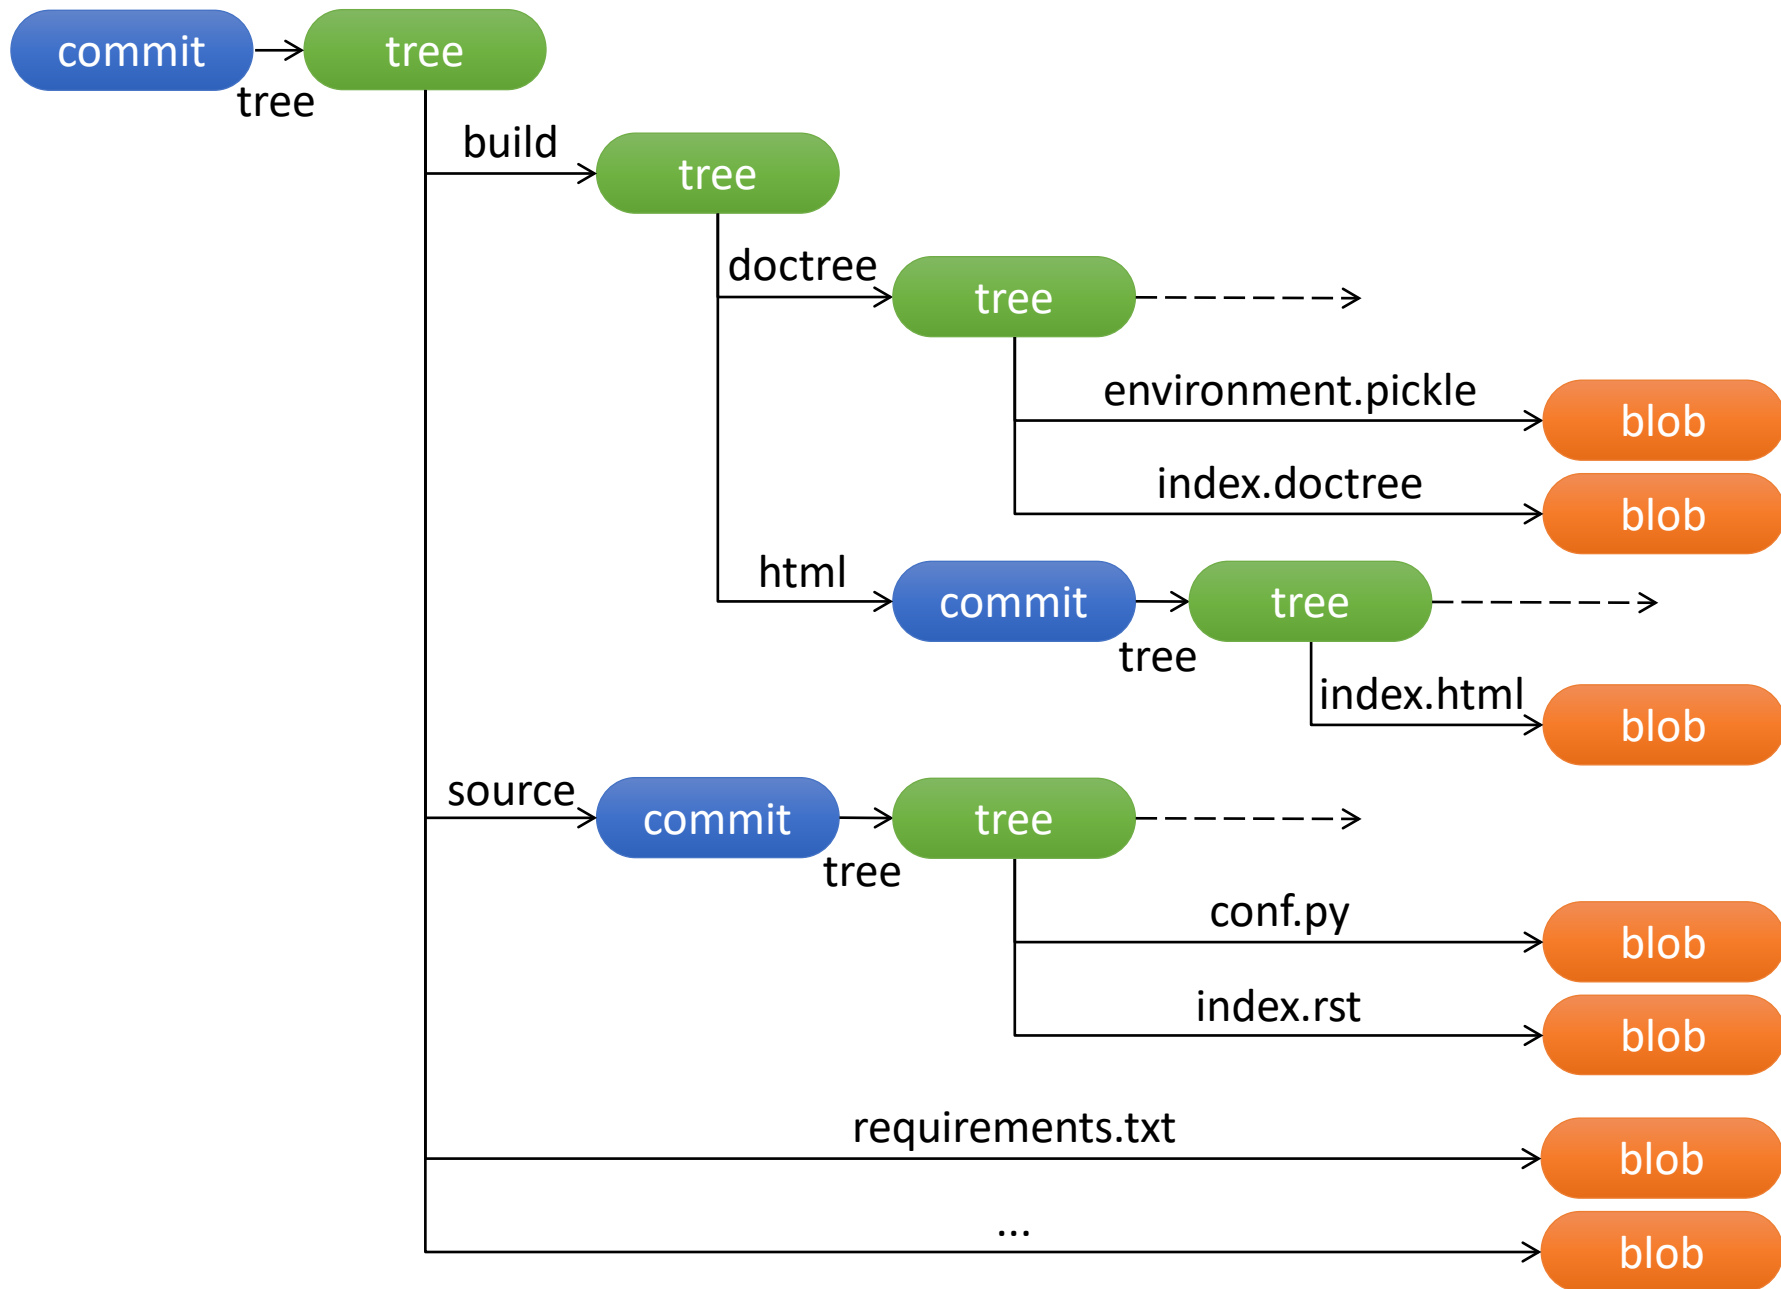 commit
tree
tree
build
tree
doctree
tree
environment.pickle
blob
index.doctree
blob
html
commit
tree
tree
index.html
blob
source
commit
tree
tree
conf.py
blob
index.rst
blob
requirements.txt
blob
...
blob